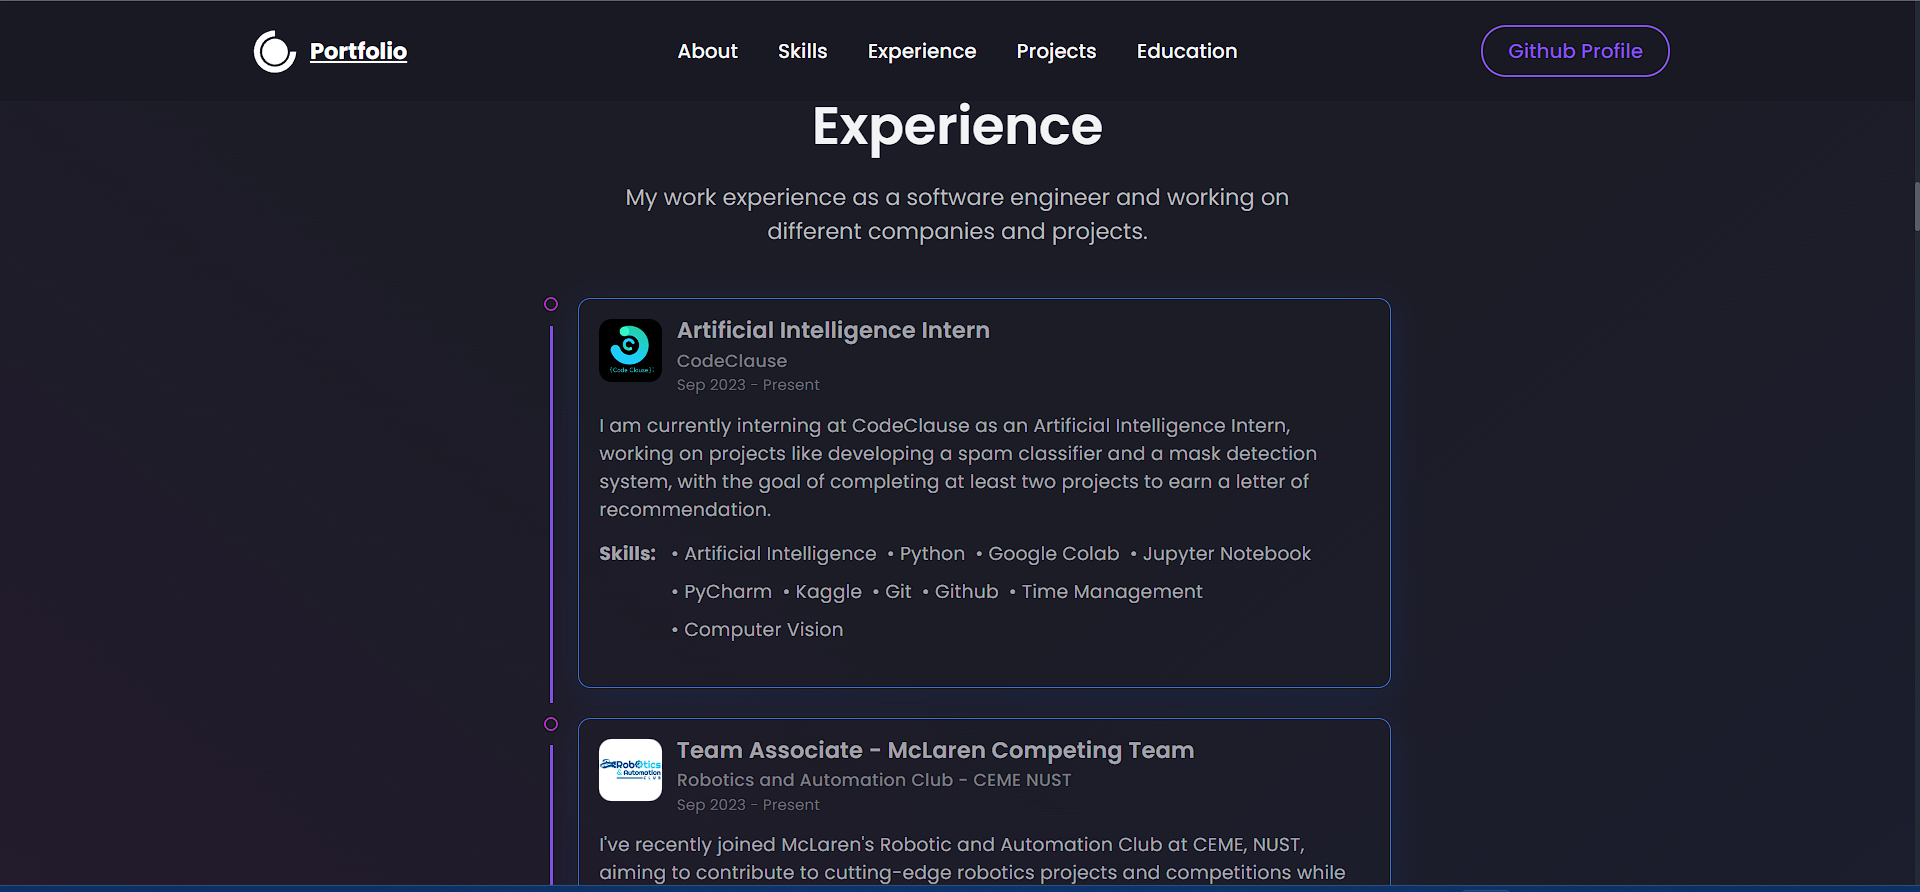 Portfolio
About Skills Experience Projects Education
Github Profile
Experience
My work experience as a software engineer and working on
different companies and projects.
{Code Clause};
Artificial Intelligence Intern
CodeClause
Sep 2023 - Present
I am currently interning at CodeClause as an Artificial Intelligence Intern,
working on projects like developing a spam classifier and a mask detection
system, with the goal of completing at least two projects to earn a letter of
recommendation.
Skills: • Artificial Intelligence • Python • Google Colab • Jupyter Notebook
• PyCharm • Kaggle • Git • Github • Time Management
• Computer Vision
Robotics
& Automation
CLUB
Team Associate - McLaren Competing Team
Robotics and Automation Club - CEME NUST
Sep 2023 - Present
I've recently joined McLaren's Robotic and Automation Club at CEME, NUST,
aiming to contribute to cutting-edge robotics projects and competitions while